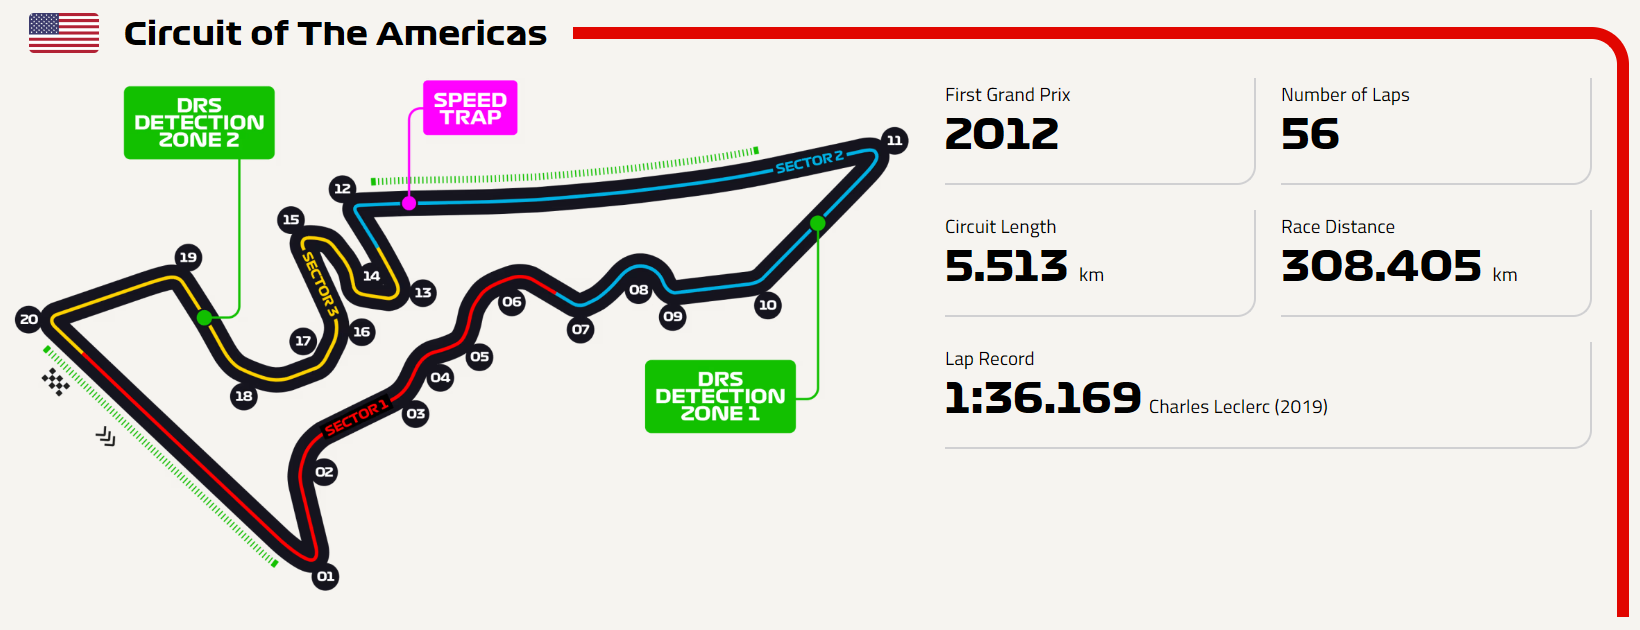 Circuit of The Americas
DRS
DETECTION
ZONE 2
SPEED
TRAP
SECTOR 2
11
12
15
14
13
19
20
SECTOR 3
17
16
18
06
07
08
09
10
05
04
03
SECTOR 1
02
01
DRS
DETECTION
ZONE 1
First Grand Prix
2012
Number of Laps
56
Circuit Length
5.513 km
Race Distance
308.405 km
Lap Record
1:36.169 Charles Leclerc (2019)